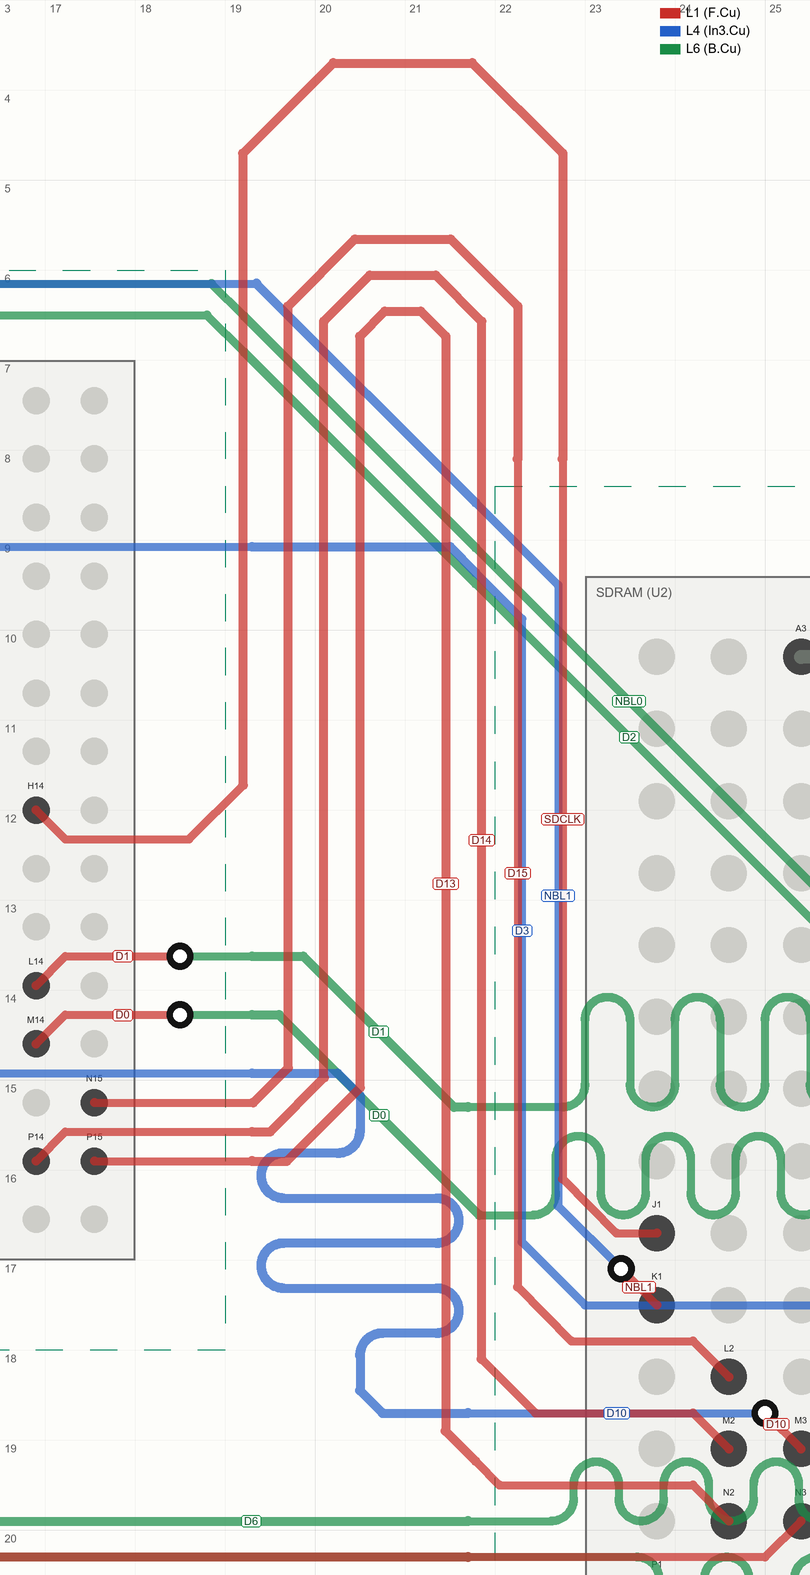 3 17 18 19 20 21 22 23 24 25
L1 (F.Cu)
L4 (In3.Cu)
L6 (B.Cu)
4
5
6
7
8
9
SDRAM (U2)
A3
10
NBL0
11
D2
H14
12
SDCLK
D14
D15
D13
NBL1
13
D3
D1
L14
14
D0
M14
D1
N15
15
D0
P14 P15
16
J1
17
K1
NBL1
L2
18
D10
M2 M3
D10
19
N2 N3
D6
20
P1